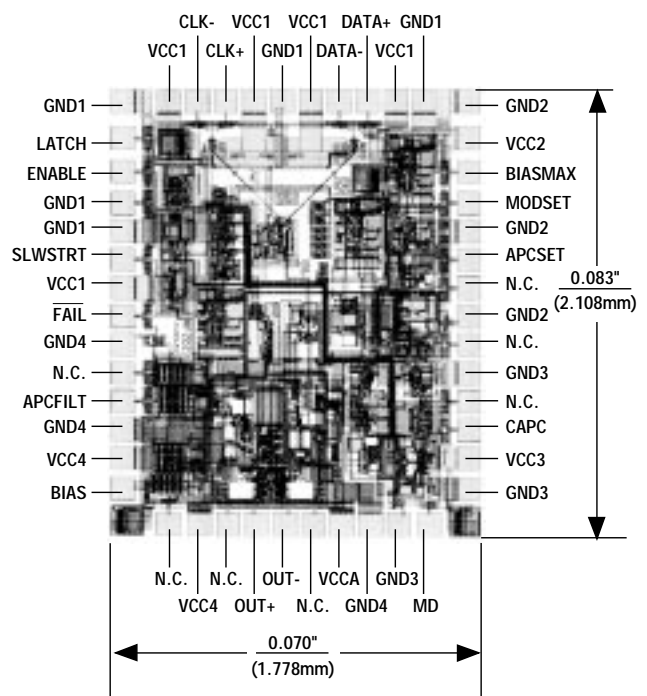 CLK- VCC1 VCC1 DATA+ GND1
VCC1 CLK+ GND1 DATA- VCC1
GND1
LATCH
ENABLE
GND1
GND1
SLWSTRT
VCC1
FAIL
GND4
N.C.
APCFILT
GND4
VCC4
BIAS
GND2
VCC2
BIASMAX
MODSET
GND2
APCSET
N.C.
GND2
N.C.
GND3
N.C.
CAPC
VCC3
GND3
0.083"
(2.108mm)
N.C. N.C. OUT- VCCA GND3
VCC4 OUT+ N.C. GND4 MD
0.070"
(1.778mm)